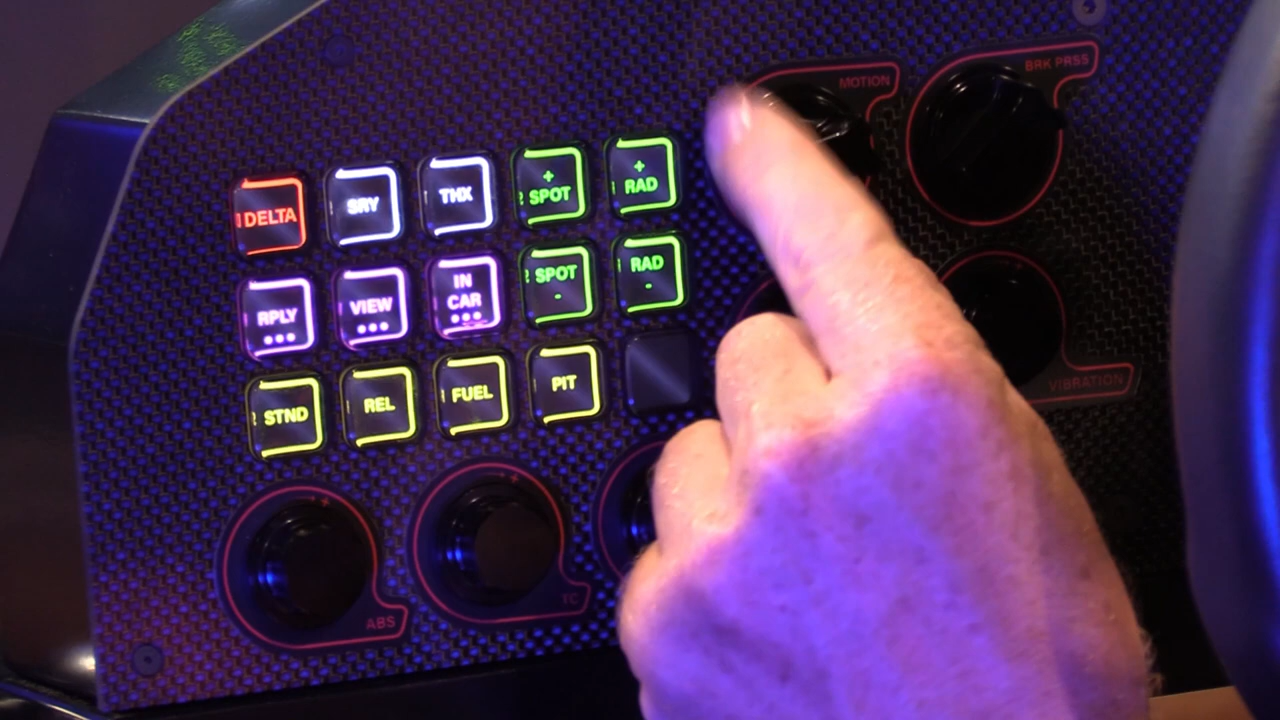 MOTION
BRK PRSS
DELTA
SRY
THX
+
SPOT
+
RAD
RPLY
...
VIEW
...
IN
CAR
...
SPOT
-
RAD
-
STND
REL
FUEL
PIT
VIBRATION
ABS
TC